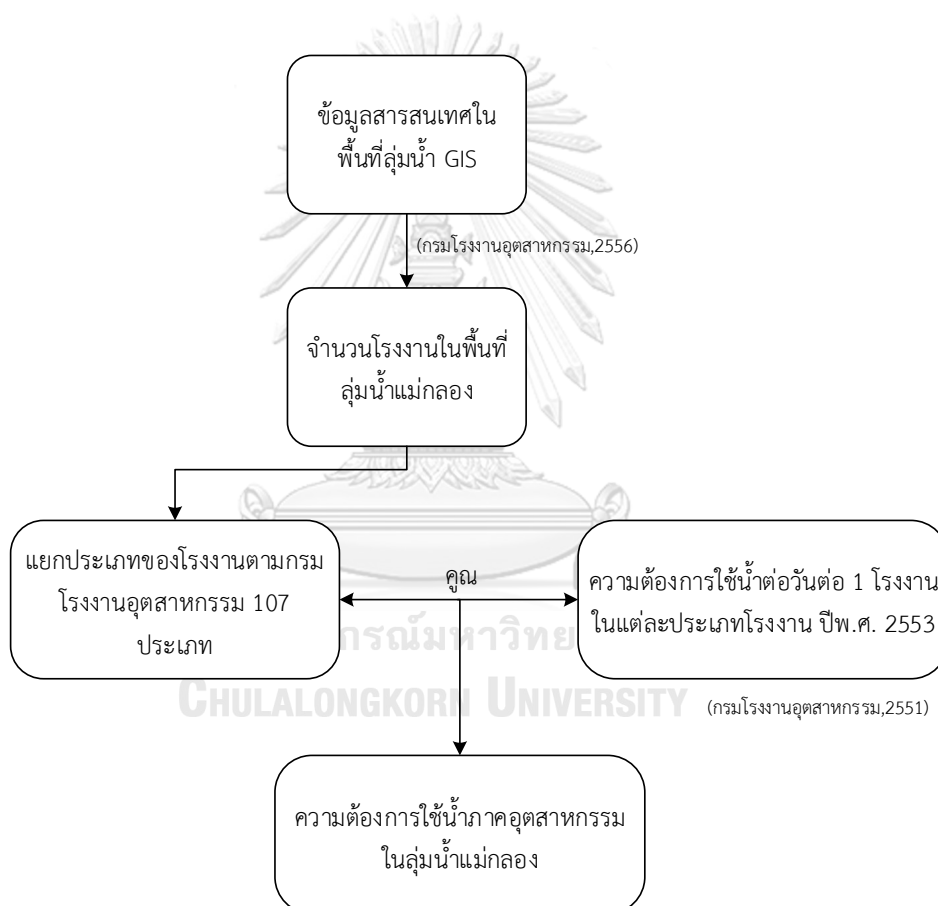 ข้อมูลสารสนเทศใน
พื้นที่ลุ่มน้ำ GIS
(กรมโรงงานอุตสาหกรรม,2556)
จำนวนโรงงานในพื้นที่
ลุ่มน้ำแม่กลอง
แยกประเภทของโรงงานตามกรม
โรงงานอุตสาหกรรม 107
ประเภท
คูณ
ความต้องการใช้น้ำต่อวันต่อ 1 โรงงาน
ในแต่ละประเภทโรงงาน ปีพ.ศ. 2553
(กรมโรงงานอุตสาหกรรม,2551)
CHULALONGKORN UNIVERSITY
ความต้องการใช้น้ำภาคอุตสาหกรรม
ในลุ่มน้ำแม่กลอง